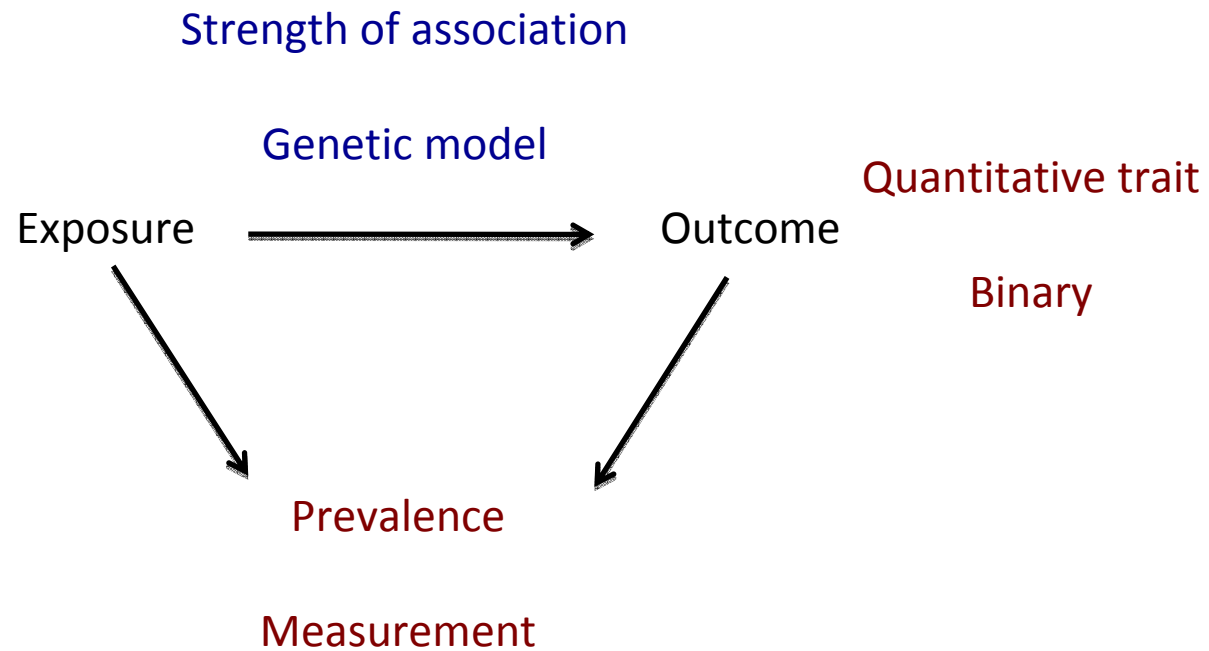 Strength of association
Genetic model
Quantitative trait
Exposure
Outcome
Binary
Prevalence
Measurement